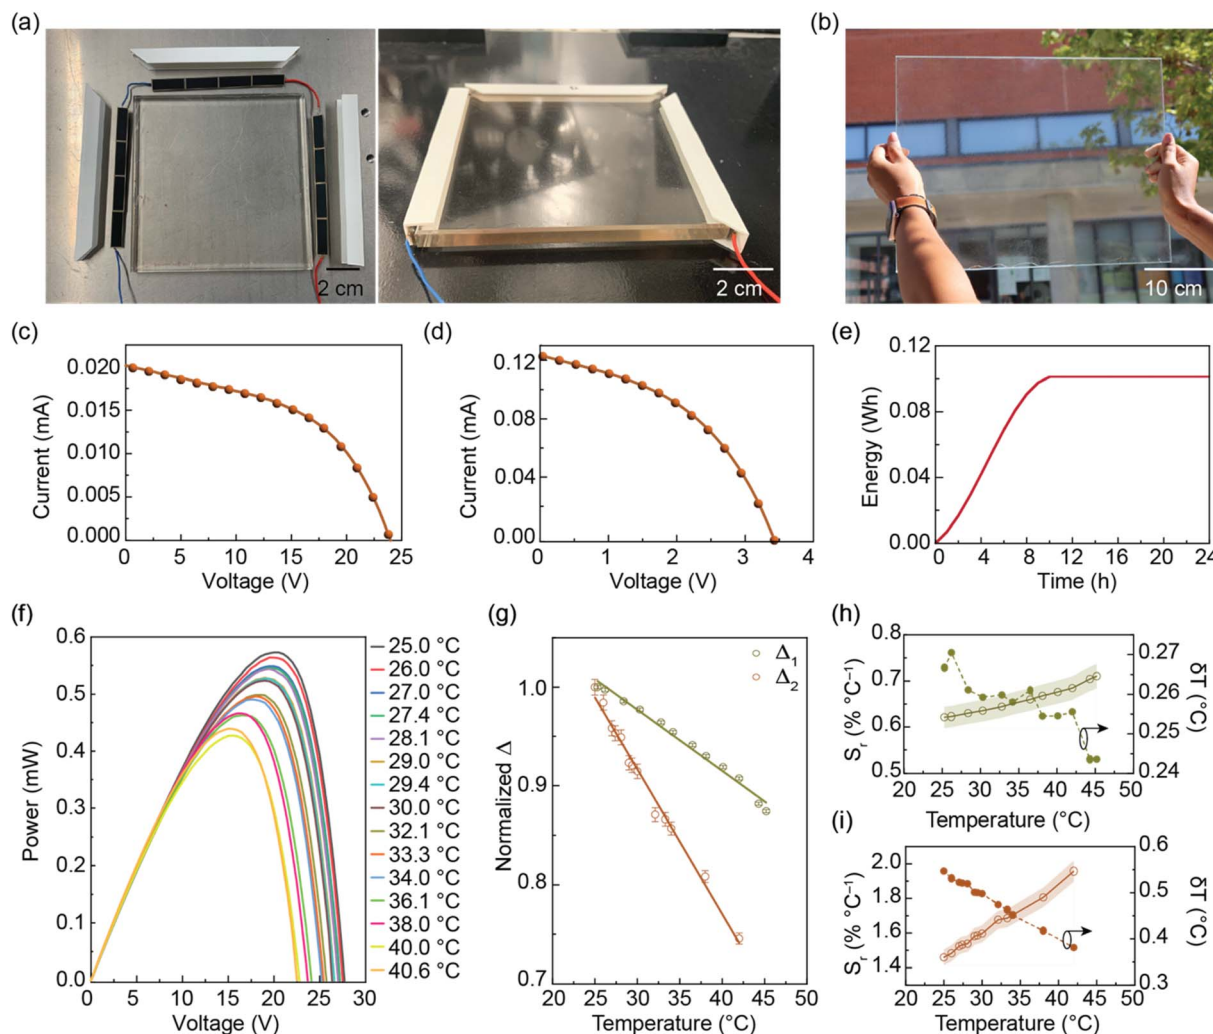 (a)
2 cm
2 cm
(b)
10 cm
(c)
0.020
0.015
0.010
0.005
0.000
Current (mA)
0 5 10 15 20 25
Voltage (V)
(d)
0.12
0.08
0.04
0.00
Current (mA)
0 1 2 3 4
Voltage (V)
(e)
0.12
0.08
0.04
0.00
Energy (Wh)
0 4 8 12 16 20 24
Time (h)
(f)
0.6
0.5
0.4
0.3
0.2
0.1
0.0
Power (mW)
0 5 10 15 20 25 30
Voltage (V)
25.0 °C
26.0 °C
27.0 °C
27.4 °C
28.1 °C
29.0 °C
29.4 °C
30.0 °C
32.1 °C
33.3 °C
34.0 °C
36.1 °C
38.0 °C
40.0 °C
40.6 °C
(g)
Δ₁
Δ₂
1.0
0.9
0.8
0.7
Normalized Δ
20 25 30 35 40 45 50
Temperature (°C)
(h)
0.8
0.7
0.6
0.5
Sᵣ (% °C⁻¹)
0.27
0.26
0.25
0.24
δT (°C)
20 25 30 35 40 45 50
Temperature (°C)
(i)
2.0
1.8
1.6
1.4
Sᵣ (% °C⁻¹)
0.6
0.5
0.4
0.3
δT (°C)
20 25 30 35 40 45 50
Temperature (°C)